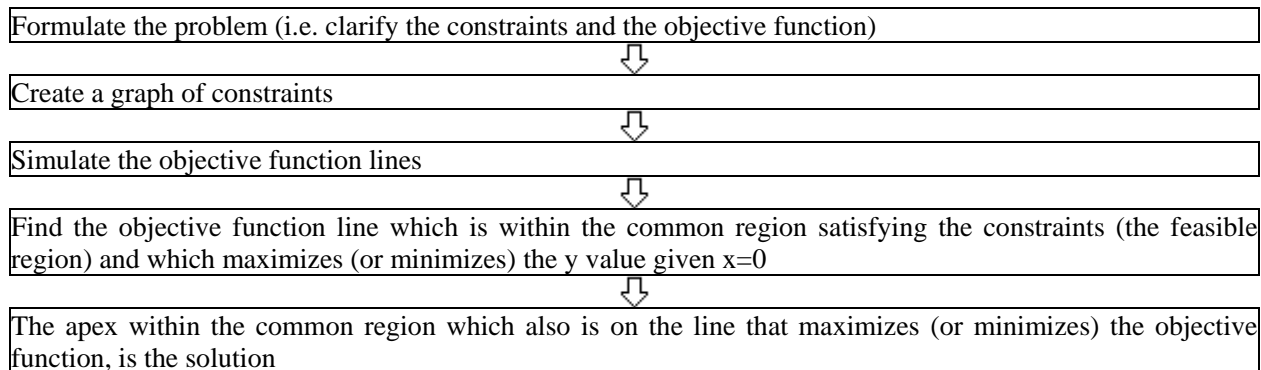 Formulate the problem (i.e. clarify the constraints and the objective function)
Create a graph of constraints
Simulate the objective function lines
Find the objective function line which is within the common region satisfying the constraints (the feasible
region) and which maximizes (or minimizes) the y value given x=0
The apex within the common region which also is on the line that maximizes (or minimizes) the objective
function, is the solution